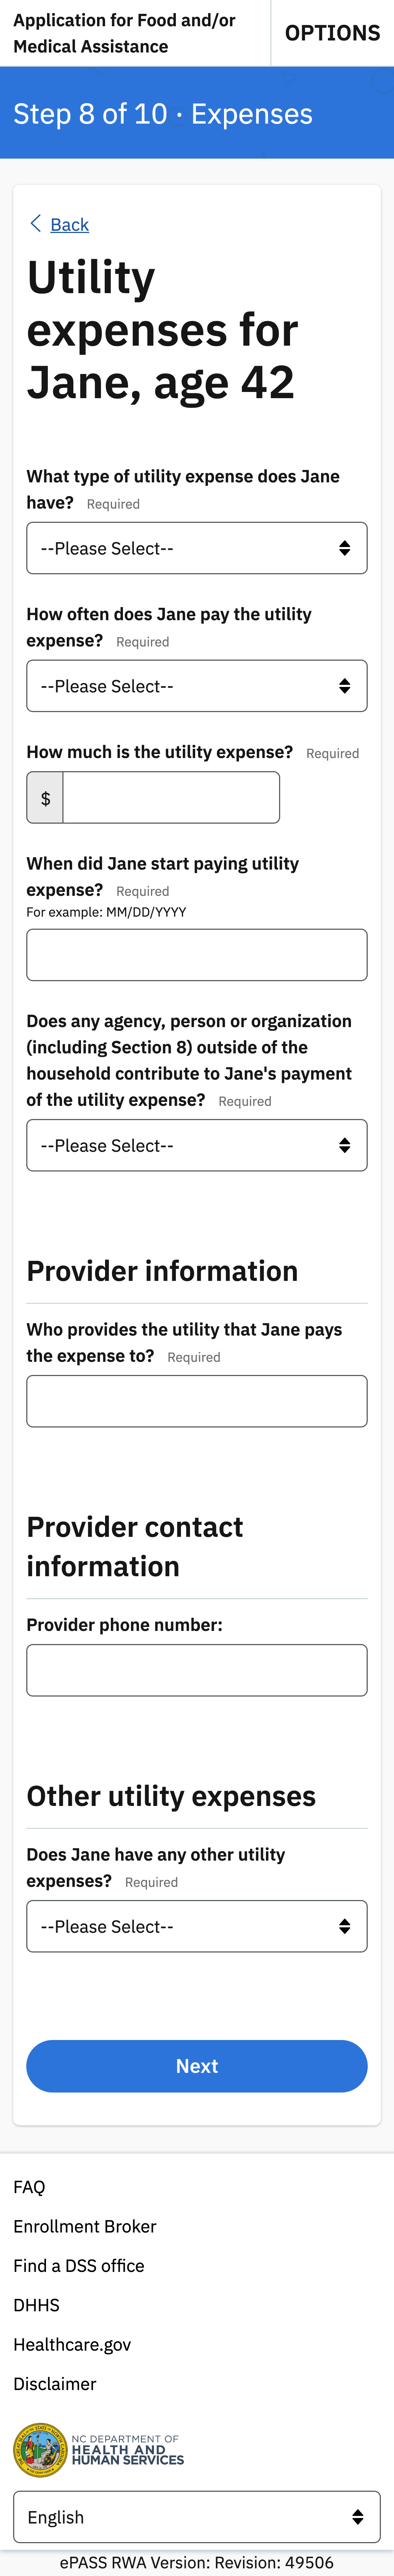 Application for Food and/or
Medical Assistance
OPTIONS
Step 8 of 10 · Expenses
Back
Utility
expenses for
Jane, age 42
What type of utility expense does Jane
have? Required
--Please Select--
How often does Jane pay the utility
expense? Required
--Please Select--
How much is the utility expense? Required
$
When did Jane start paying utility
expense? Required
For example: MM/DD/YYYY
Does any agency, person or organization
(including Section 8) outside of the
household contribute to Jane's payment
of the utility expense? Required
--Please Select--
Provider information
Who provides the utility that Jane pays
the expense to? Required
Provider contact
information
Provider phone number:
Other utility expenses
Does Jane have any other utility
expenses? Required
--Please Select--
Next
FAQ
Enrollment Broker
Find a DSS office
DHHS
Healthcare.gov
Disclaimer
NC DEPARTMENT OF
HEALTH AND
HUMAN SERVICES
English
ePASS RWA Version: Revision: 49506